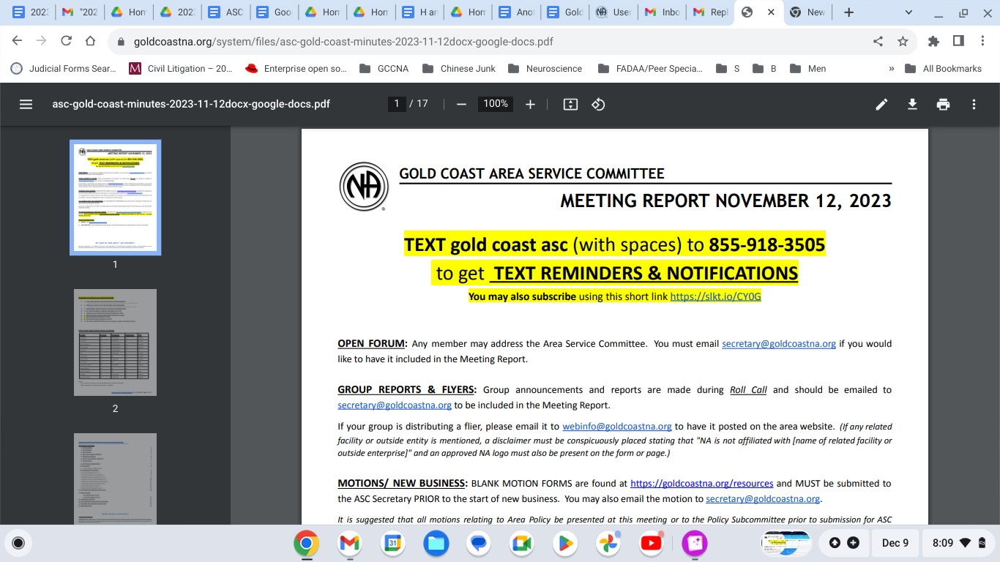 202
*202
Hom
202
ASC
Goo
Hom
Hom
H an
Hom
Ano
Gold
User
Inbo
Repl
New
goldcoastna.org/system/files/asc-gold-coast-minutes-2023-11-12docx-google-docs.pdf
Judicial Forms Sear...
Civil Litigation – 20...
Enterprise open so...
GCCNA
Chinese Junk
Neuroscience
FADAA/Peer Specia...
S
B
Men
»
All Bookmarks
asc-gold-coast-minutes-2023-11-12docx-google-docs.pdf
1 / 17
100%
1
2
NA
GOLD COAST AREA SERVICE COMMITTEE
MEETING REPORT NOVEMBER 12, 2023
TEXT gold coast asc (with spaces) to 855-918-3505
to get TEXT REMINDERS & NOTIFICATIONS
You may also subscribe using this short link https://slkt.io/CY0G
OPEN FORUM: Any member may address the Area Service Committee. You must email secretary@goldcoastna.org if you would
like to have it included in the Meeting Report.
GROUP REPORTS & FLYERS: Group announcements and reports are made during Roll Call and should be emailed to
secretary@goldcoastna.org to be included in the Meeting Report.
If your group is distributing a flier, please email it to webinfo@goldcoastna.org to have it posted on the area website. (If any related
facility or outside entity is mentioned, a disclaimer must be conspicuously placed stating that "NA is not affiliated with [name of related facility or
outside enterprise]" and an approved NA logo must also be present on the form or page.)
MOTIONS/ NEW BUSINESS: BLANK MOTION FORMS are found at https://goldcoastna.org/resources and MUST be submitted to
the ASC Secretary PRIOR to the start of new business. You may also email the motion to secretary@goldcoastna.org.
It is suggested that all motions relating to Area Policy be presented at this meeting or to the Policy Subcommittee prior to submission for ASC
Dec 9
8:09